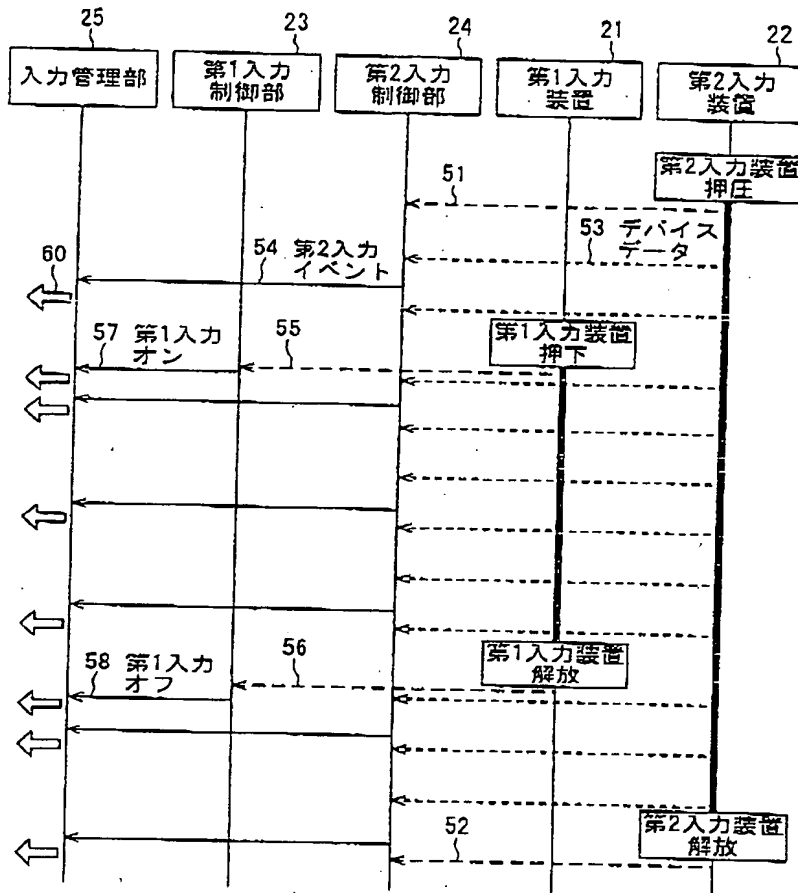 25
23
24
21
22
入力管理部
第1入力
制御部
第2入力
制御部
第1入力
装置
第2入力
装置
第2入力装置
押圧
51
53 デバイス
データ
54 第2入力
イベント
60
第1入力装置
押下
57 第1入力
オン
55
第1入力装置
解放
58 第1入力
オフ
56
第2入力装置
解放
52